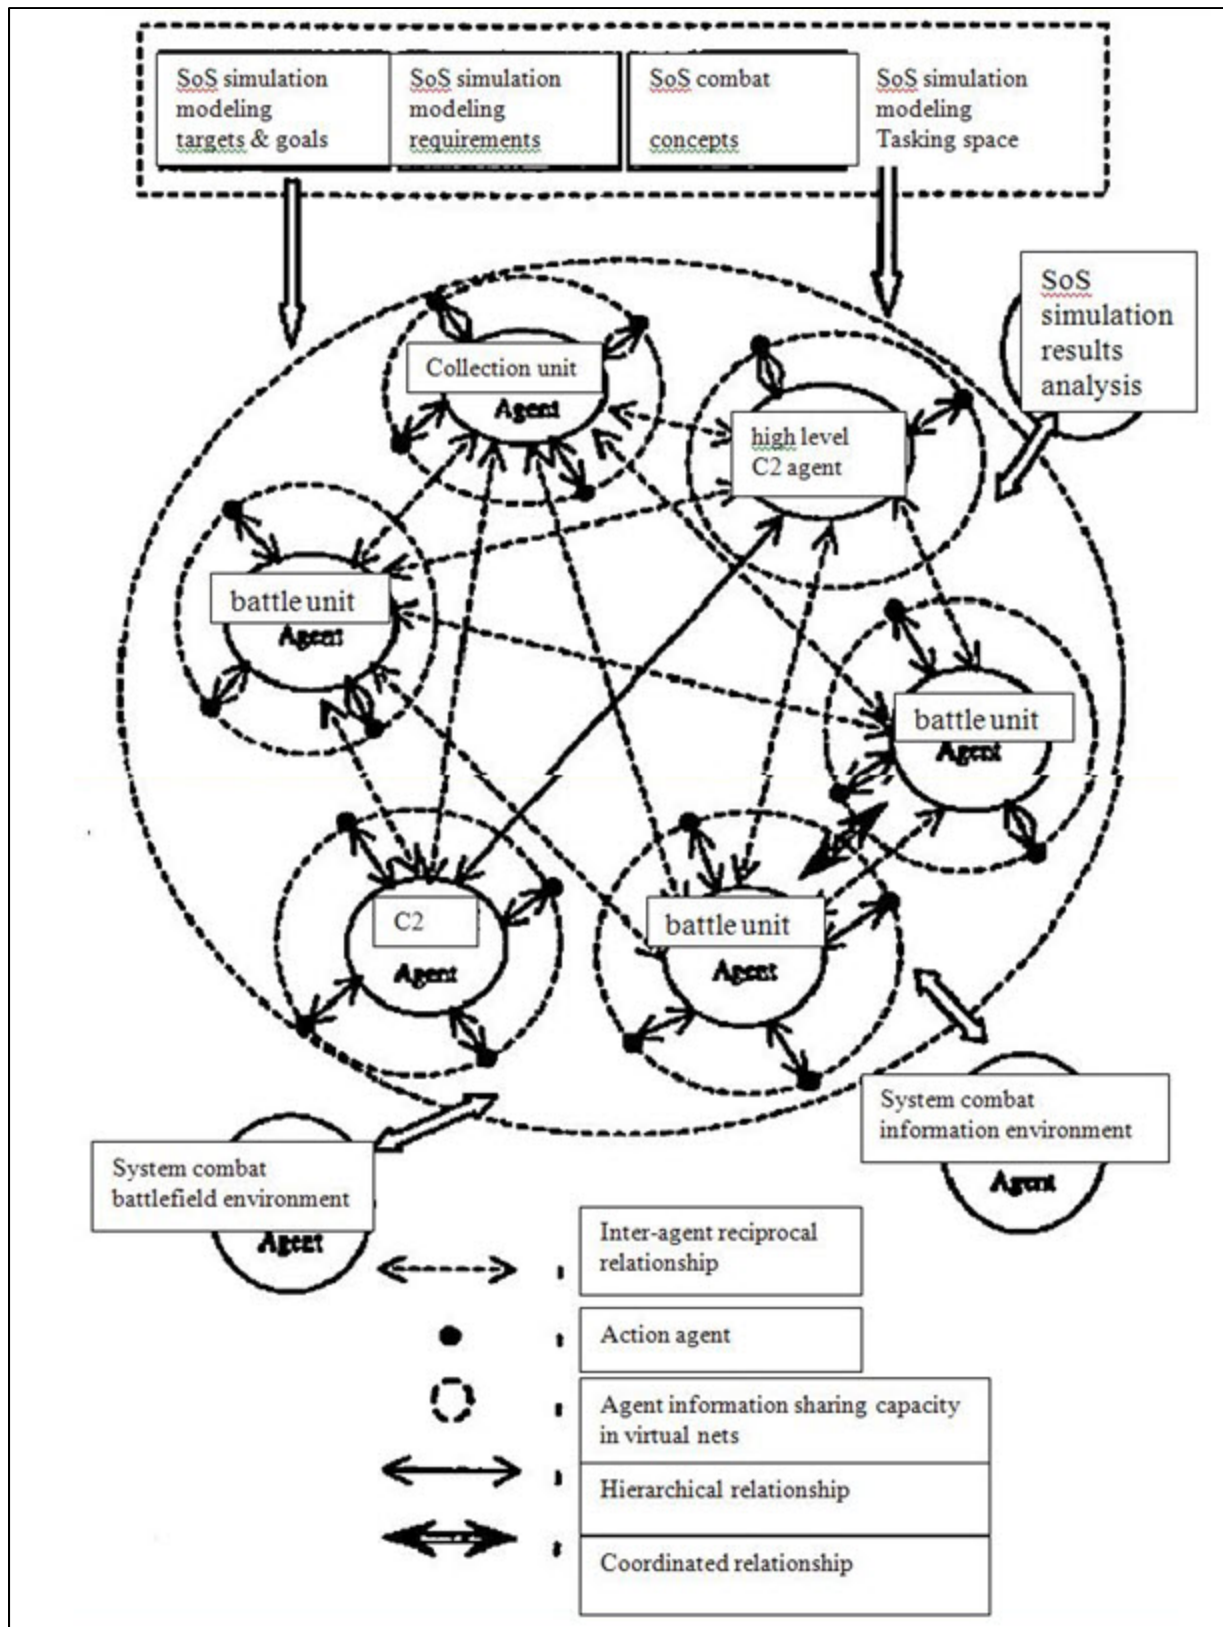 SoS simulation
modeling
targets & goals
SoS simulation
modeling
requirements
SoS combat
concepts
SoS simulation
modeling
Tasking space
SoS
simulation
results
analysis
Collection unit
Agent
high level
C2 agent
battle unit
Agent
battle unit
Agent
C2
Agent
battle unit
Agent
System combat
information environment
Agent
System combat
battlefield environment
Agent
Inter-agent reciprocal
relationship
Action agent
Agent information sharing capacity
in virtual nets
Hierarchical relationship
Coordinated relationship